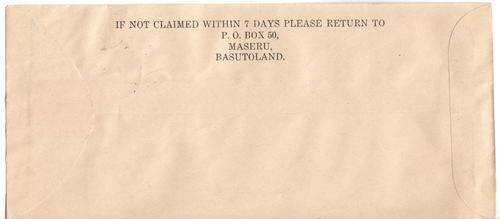 IF NOT CLAIMED WITHIN 7 DAYS PLEASE RETURN TO
P. O. BOX 50,
MASERU,
BASUTOLAND.